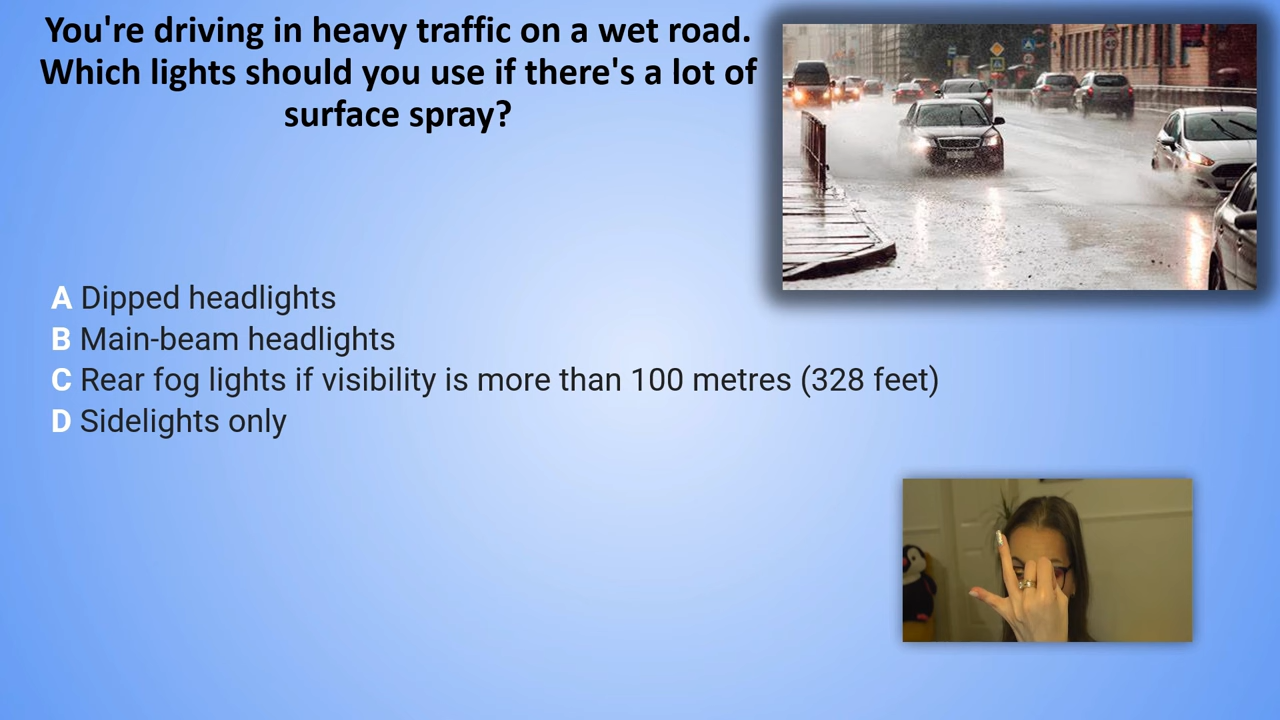 You're driving in heavy traffic on a wet road.
Which lights should you use if there's a lot of
surface spray?
A Dipped headlights
B Main-beam headlights
C Rear fog lights if visibility is more than 100 metres (328 feet)
D Sidelights only